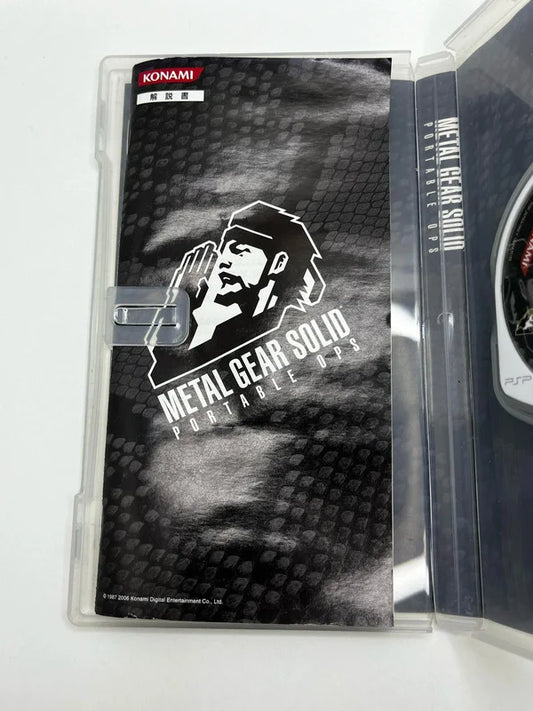 KONAMI
解説書
METAL GEAR SOLID
PORTABLE OPS
©1987 2006 Konami Digital Entertainment Co., Ltd.
METAL GEAR SOLID
PORTABLE OPS
KONAMI
PSP